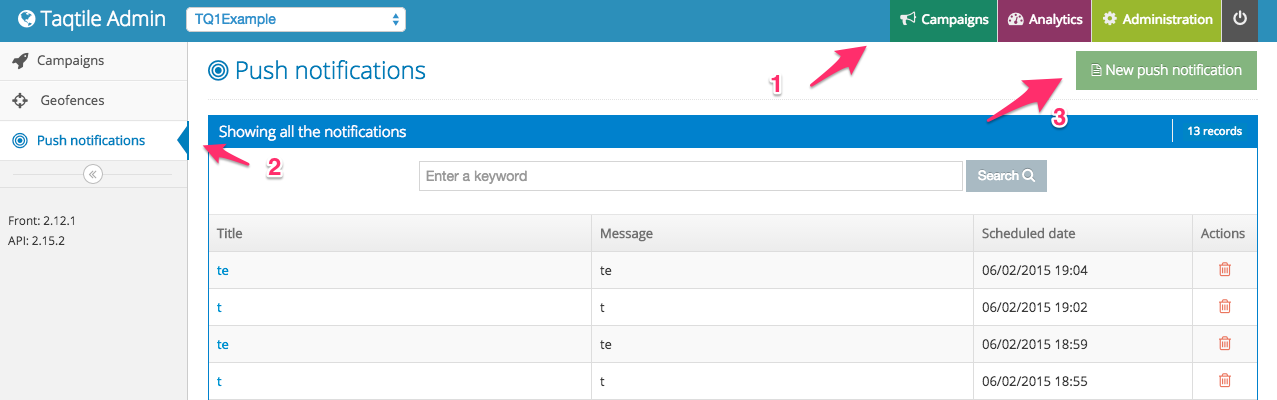 Taqtile Admin TQ1Example Campaigns Analytics Administration
Campaigns
Geofences
Push notifications
Front: 2.12.1
API: 2.15.2
Push notifications
1
3
New push notification
2
Showing all the notifications 13 records
Enter a keyword Search
Title Message Scheduled date Actions
te te 06/02/2015 19:04
t t 06/02/2015 19:02
te te 06/02/2015 18:59
t t 06/02/2015 18:55